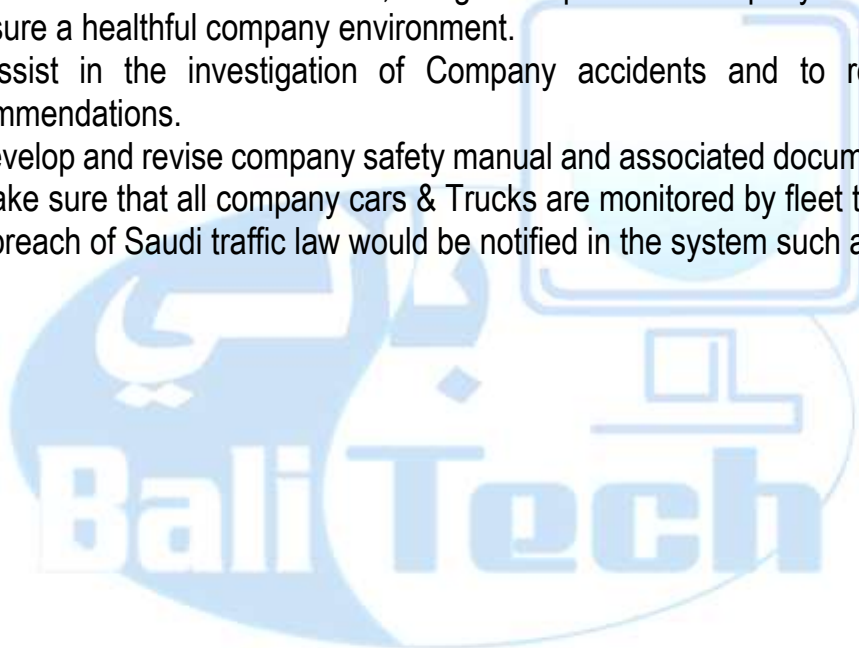 sure a healthful company environment.
ssist in the investigation of Company accidents and to
mmendations.
evelop and revise company safety manual and associated docum
ake sure that all company cars & Trucks are monitored by fleet
breach of Saudi traffic law would be notified in the system such
بالي
Bali Tech